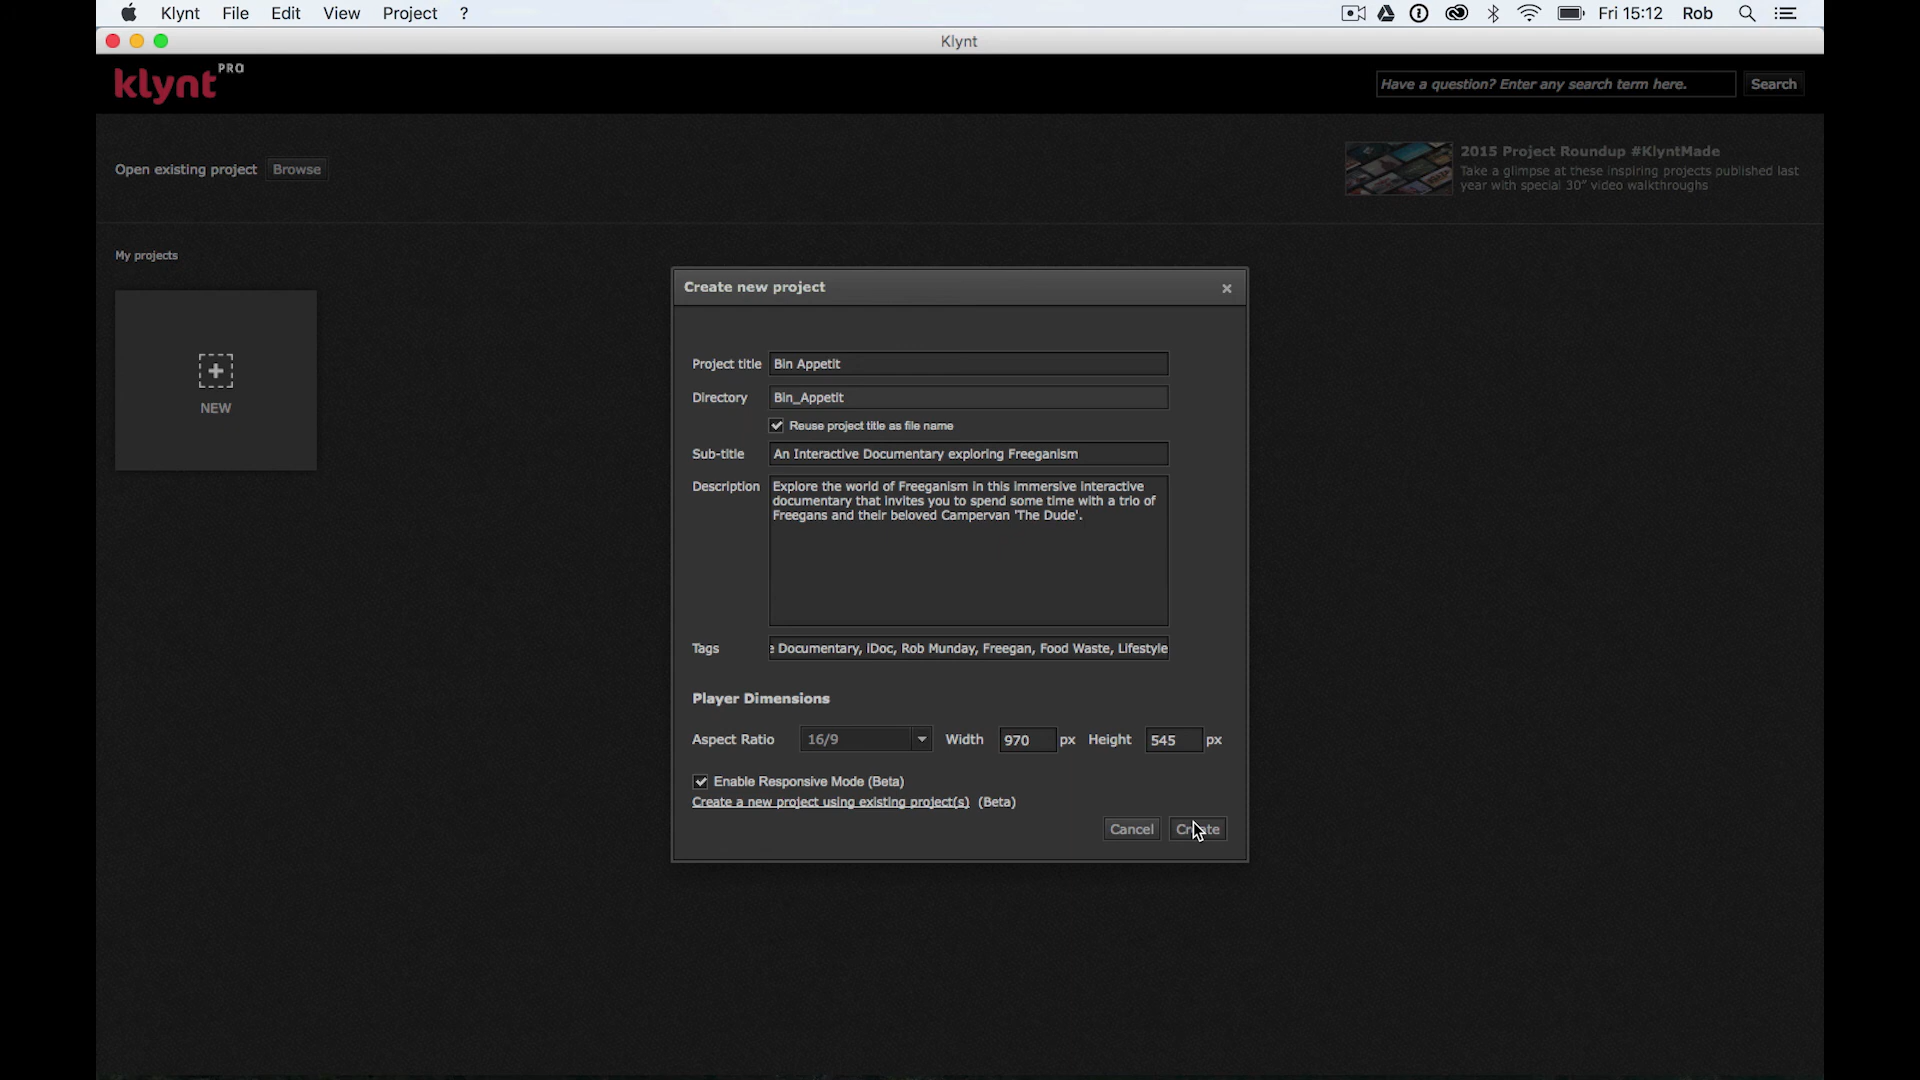 Klynt File Edit View Project ? Fri 15:12 Rob
Klynt
klynt PRO
Have a question? Enter any search term here. Search
Open existing project Browse
2015 Project Roundup #KlyntMade
Take a glimpse at these inspiring projects published last
year with special 30” video walkthroughs
My projects
NEW
Create new project
Project title Bin Appetit
Directory Bin_Appetit
Reuse project title as file name
Sub-title An Interactive Documentary exploring Freeganism
Description Explore the world of Freeganism in this immersive interactive
documentary that invites you to spend some time with a trio of
Freegans and their beloved Campervan 'The Dude'.
Tags e Documentary, iDoc, Rob Munday, Freegan, Food Waste, Lifestyle
Player Dimensions
Aspect Ratio 16/9 Width 970 px Height 545 px
Enable Responsive Mode (Beta)
Create a new project using existing project(s) (Beta)
Cancel Create